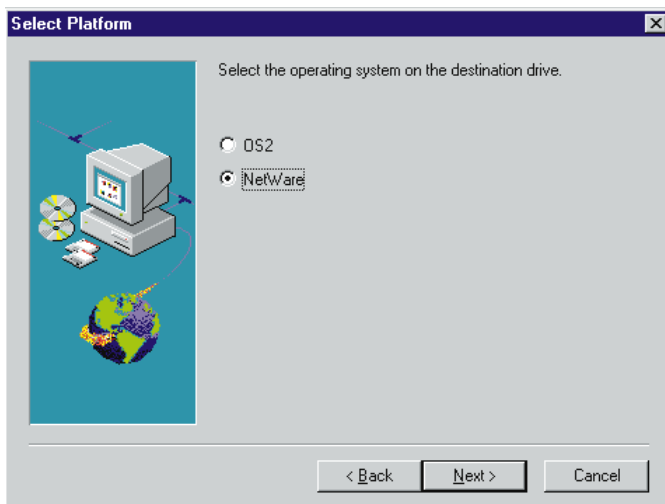 Select Platform
Select the operating system on the destination drive.
OS2
NetWare
< Back
Next >
Cancel